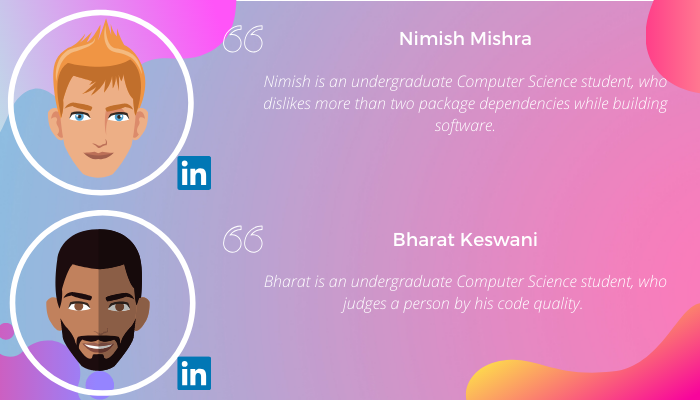 Nimish Mishra
Nimish is an undergraduate Computer Science student, who
dislikes more than two package dependencies while building
software.
in
Bharat Keswani
Bharat is an undergraduate Computer Science student, who
judges a person by his code quality.
in